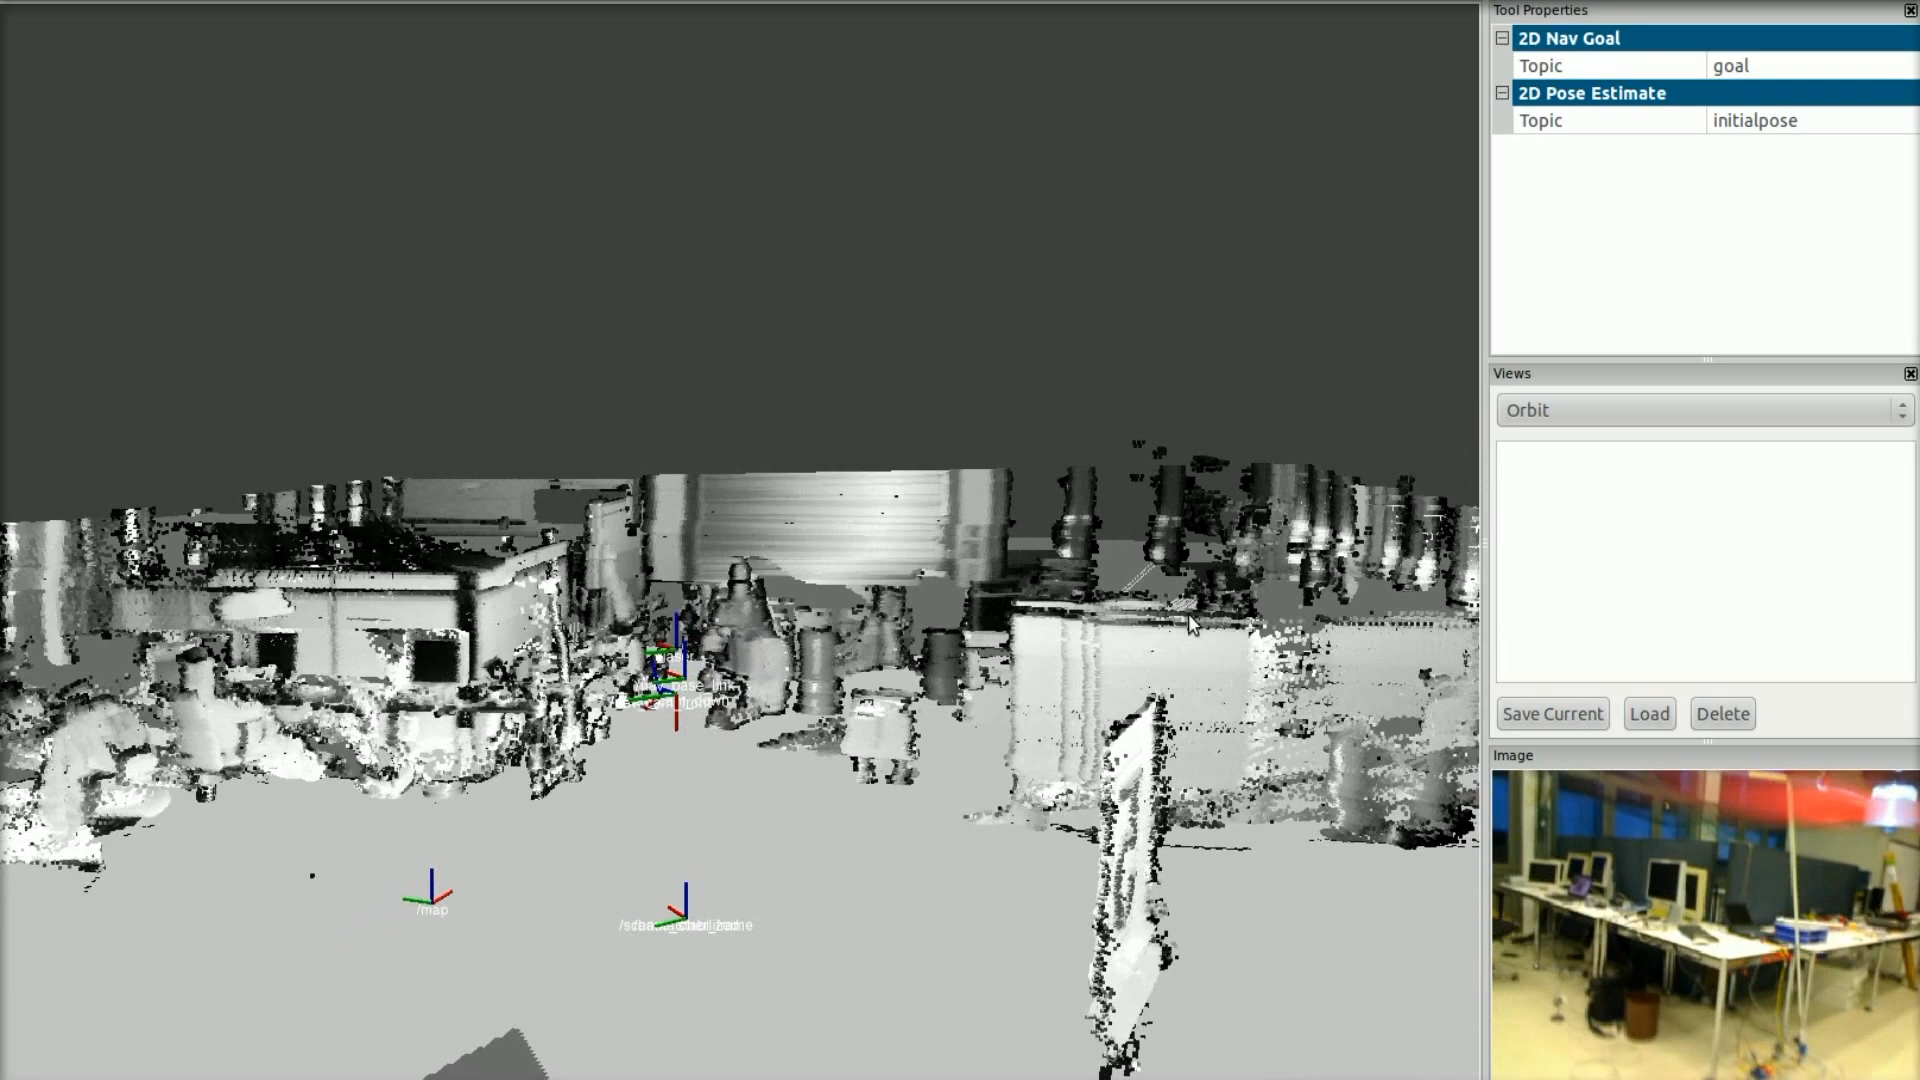 Tool Properties
2D Nav Goal
Topic goal
2D Pose Estimate
Topic initialpose
Views
Orbit
Save Current Load Delete
Image
/map